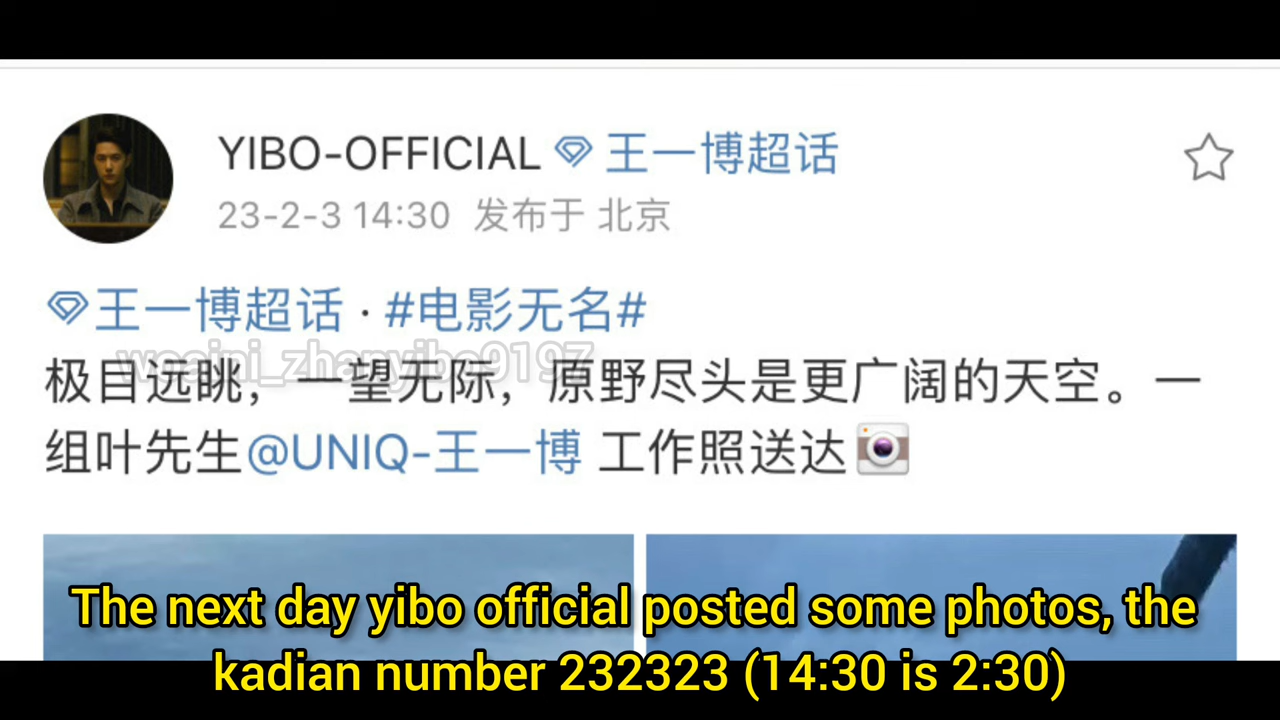 YIBO-OFFICIAL 王一博超话
23-2-3 14:30 发布于 北京
王一博超话 · #电影无名#
woaini_zhanyibo9197
极目远眺，一望无际，原野尽头是更广阔的天空。一
组叶先生@UNIQ-王一博 工作照送达
The next day yibo official posted some photos, the
kadian number 232323 (14:30 is 2:30)